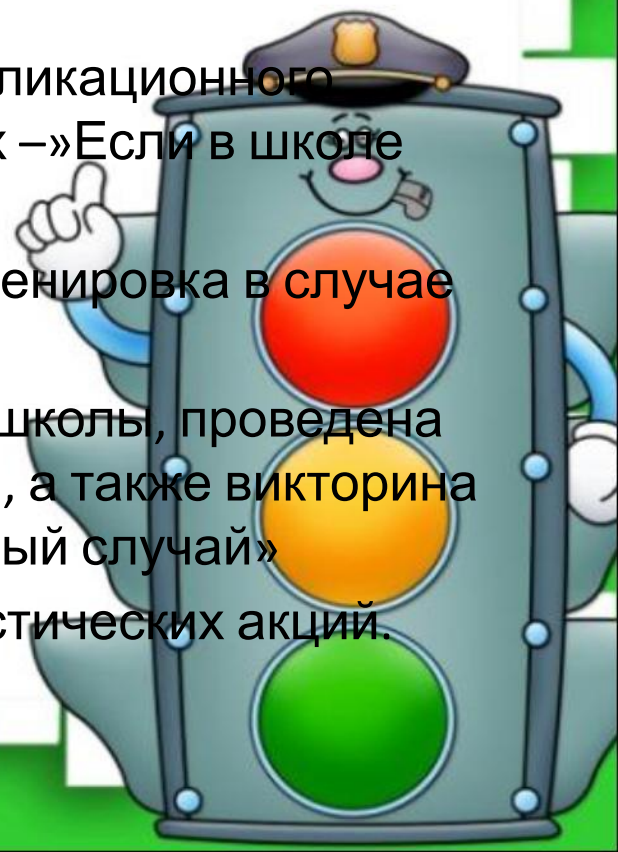 ликационного
х –»Если в школе
енировка в случае
школы, проведена
, а также викторина
ый случай»
стических акций.